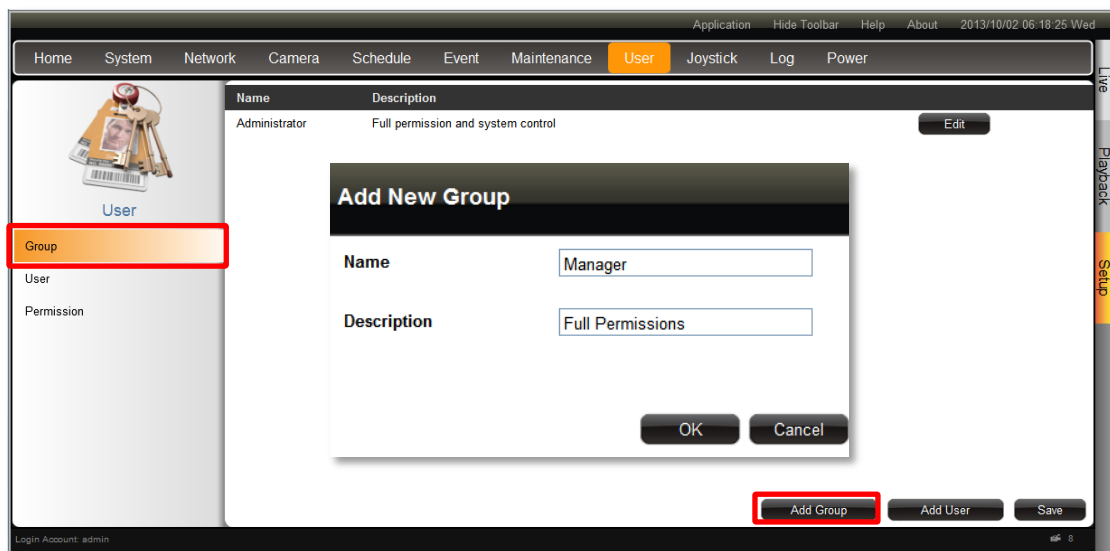 Application Hide Toolbar Help About 2013/10/02 06:18:25 Wed
Home System Network Camera Schedule Event Maintenance User Joystick Log Power
Live
Playback
Setup
User
Group
User
Permission
Name Description
Administrator Full permission and system control Edit
Add New Group
Name Manager
Description Full Permissions
OK Cancel
Add Group Add User Save
Login Account: admin 8